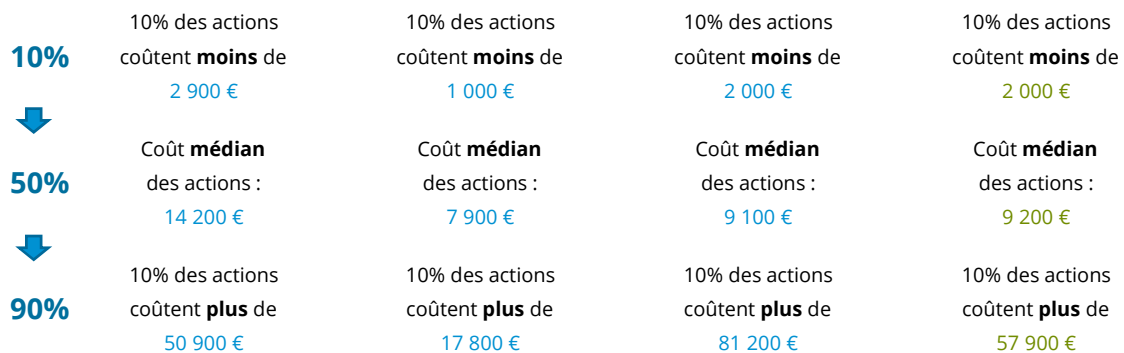 10% des actions 10% des actions 10% des actions 10% des actions
10% coûtent moins de coûtent moins de coûtent moins de coûtent moins de
2 900 € 1 000 € 2 000 € 2 000 €
Coût médian Coût médian Coût médian Coût médian
50% des actions : des actions : des actions : des actions :
14 200 € 7 900 € 9 100 € 9 200 €
10% des actions 10% des actions 10% des actions 10% des actions
90% coûtent plus de coûtent plus de coûtent plus de coûtent plus de
50 900 € 17 800 € 81 200 € 57 900 €